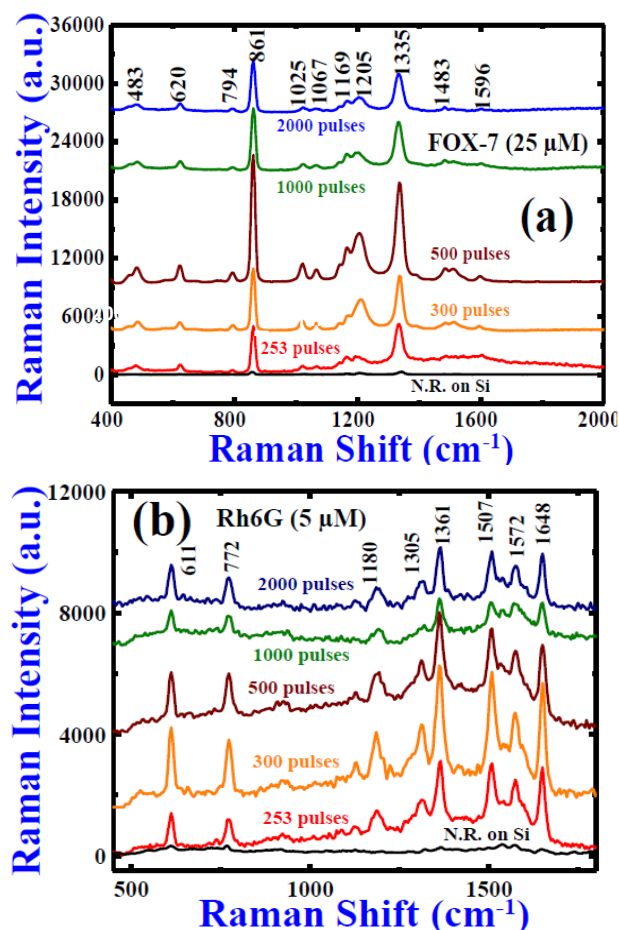 36000
30000
24000
18000
12000
6000
0
Raman Intensity (a.u.)
483
620
794
861
1025
1067
1169
1205
1335
1483
1596
2000 pulses
FOX-7 (25 µM)
1000 pulses
(a)
500 pulses
300 pulses
253 pulses
N.R. on Si
400
800
1200
1600
2000
Raman Shift (cm-1)
12000
8000
4000
0
Raman Intensity (a.u.)
(b)
Rh6G (5 µM)
611
772
1180
1305
1361
1507
1572
1648
2000 pulses
1000 pulses
500 pulses
300 pulses
253 pulses
N.R. on Si
500
1000
1500
Raman Shift (cm-1)